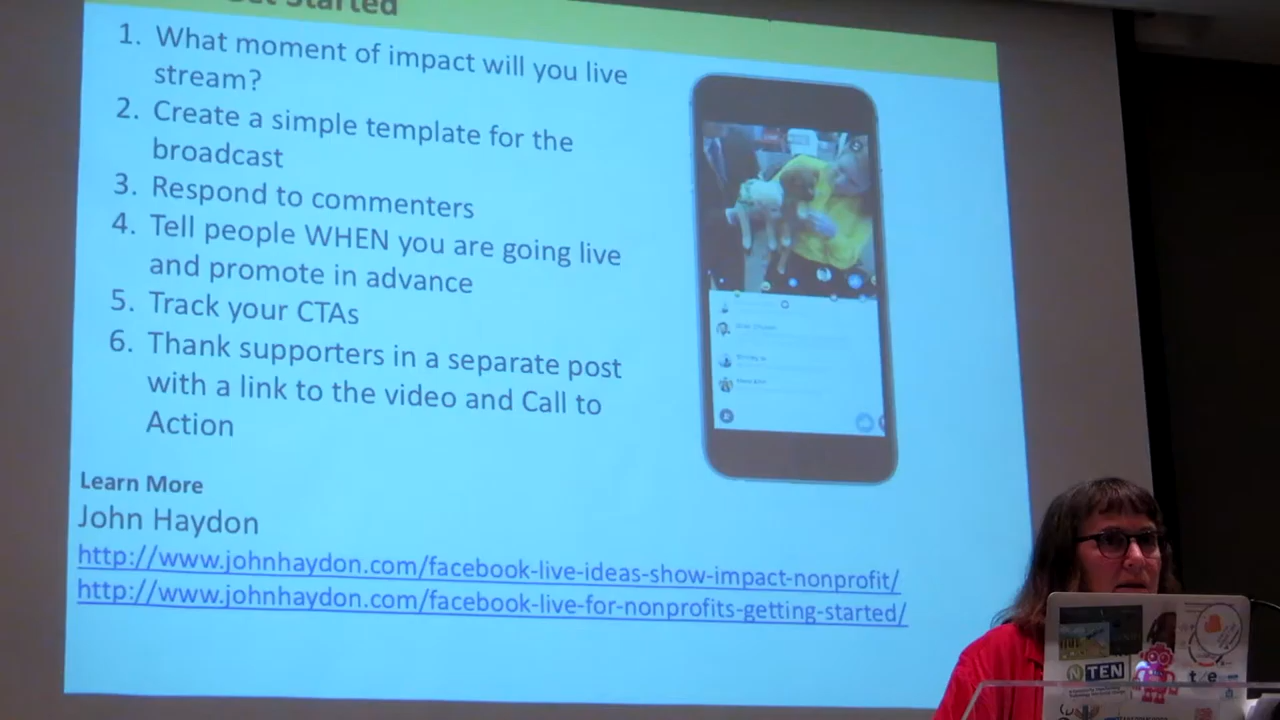 Get Started
1. What moment of impact will you live
stream?
2. Create a simple template for the
broadcast
3. Respond to commenters
4. Tell people WHEN you are going live
and promote in advance
5. Track your CTAs
6. Thank supporters in a separate post
with a link to the video and Call to
Action
Learn More
John Haydon
http://www.johnhaydon.com/facebook-live-ideas-show-impact-nonprofit/
http://www.johnhaydon.com/facebook-live-for-nonprofits-getting-started/
NTEN